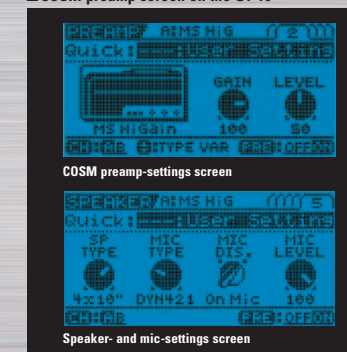 COSM preamp screen on the GT-10
PREAMP A:MS HiG 2
Quick:---:User Setting
GAIN LEVEL
MS HiGain 100 50
CH:A/B TYPE VAR PRE:OFF ON
COSM preamp-settings screen
SPEAKER A:MS HiG 5
Quick:---:User Setting
SP MIC MIC MIC
TYPE TYPE DIS. LEVEL
4x10" DYN421 On Mic 100
CH:A/B PRE:OFF ON
Speaker- and mic-settings screen